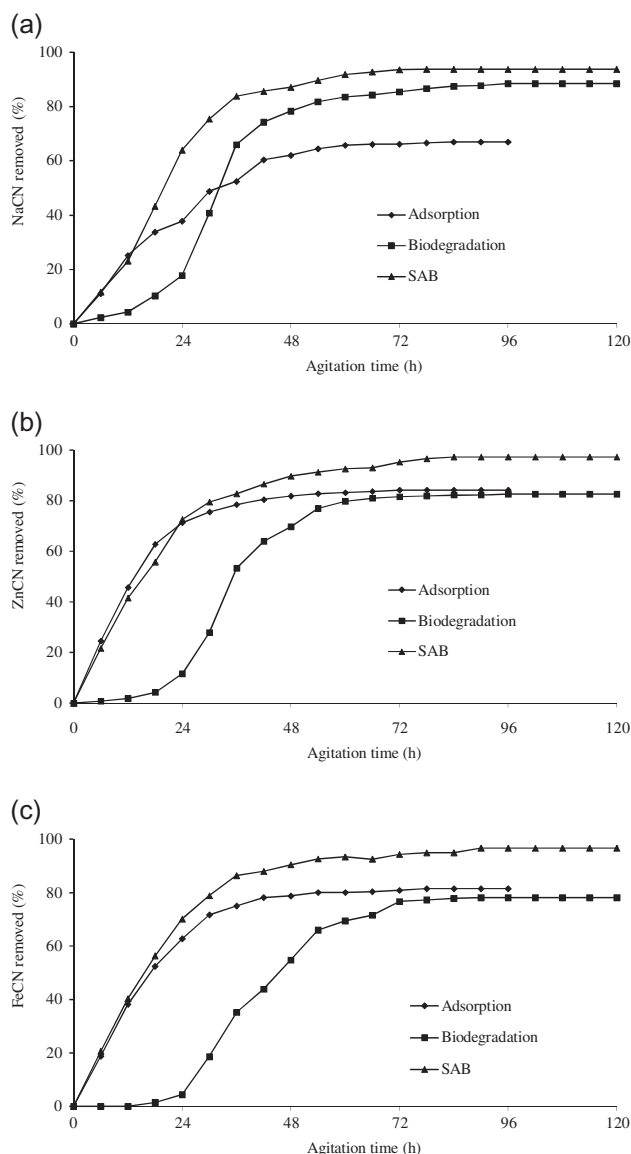 (a)
100
80
60
40
20
0
NaCN removed (%)
Adsorption
Biodegradation
SAB
0 24 48 72 96 120
Agitation time (h)
(b)
100
80
60
40
20
0
ZnCN removed (%)
Adsorption
Biodegradation
SAB
0 24 48 72 96 120
Agitation time (h)
(c)
100
80
60
40
20
0
FeCN removed (%)
Adsorption
Biodegradation
SAB
0 24 48 72 96 120
Agitation time (h)